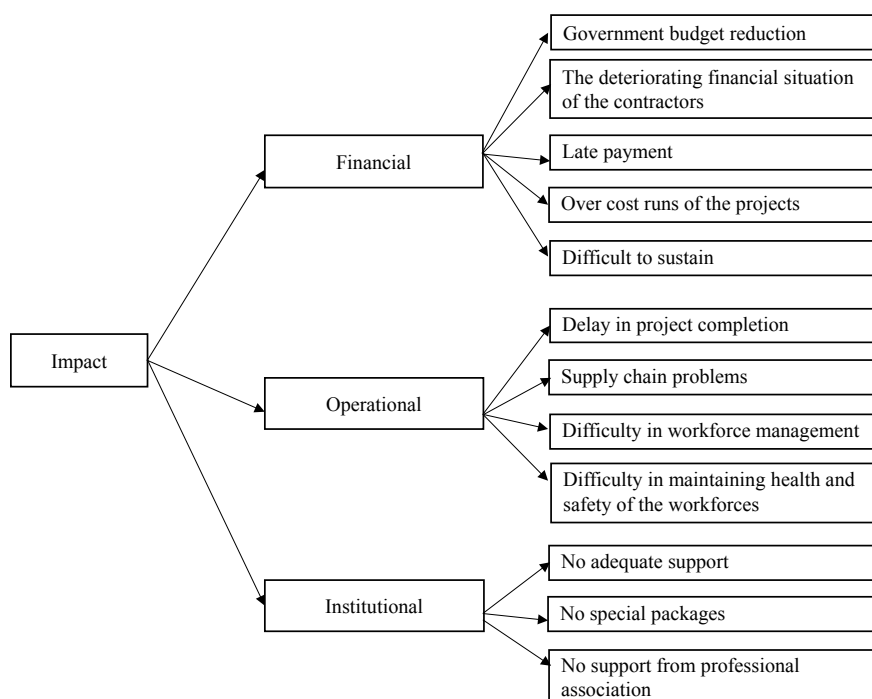 Impact
Financial
Government budget reduction
The deteriorating financial situation
of the contractors
Late payment
Over cost runs of the projects
Difficult to sustain
Operational
Delay in project completion
Supply chain problems
Difficulty in workforce management
Difficulty in maintaining health and
safety of the workforces
Institutional
No adequate support
No special packages
No support from professional
association